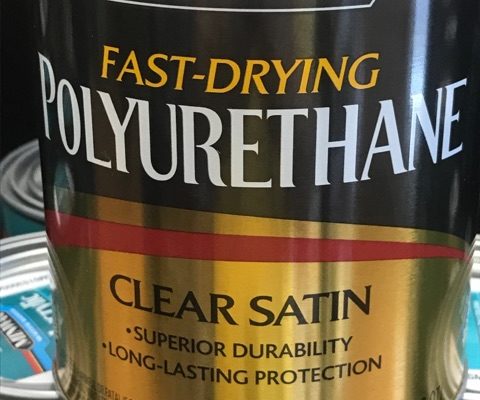 FAST-DRYING
POLYURETHANE
CLEAR SATIN
•SUPERIOR DURABILITY
•LONG-LASTING PROTECTION